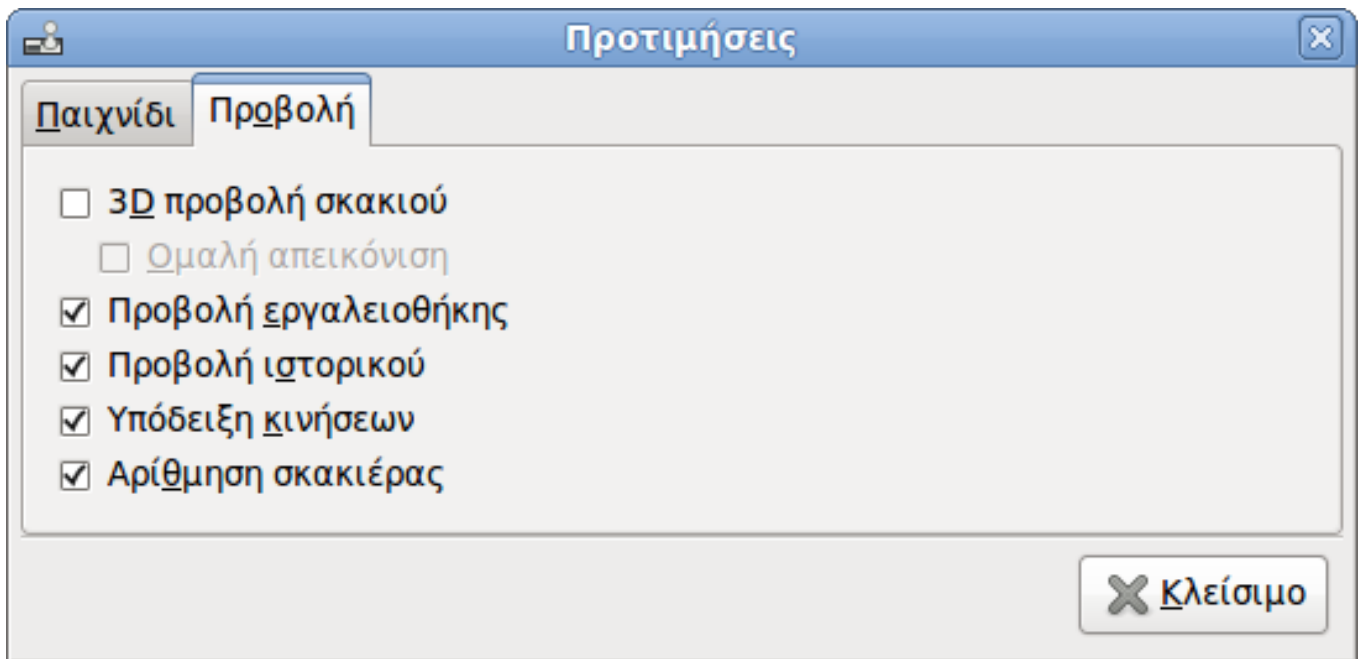 Προτιμήσεις
Παιχνίδι Προβολή
3D προβολή σκακιού
Ομαλή απεικόνιση
Προβολή εργαλειοθήκης
Προβολή ιστορικού
Υπόδειξη κινήσεων
Αρίθμηση σκακιέρας
Κλείσιμο